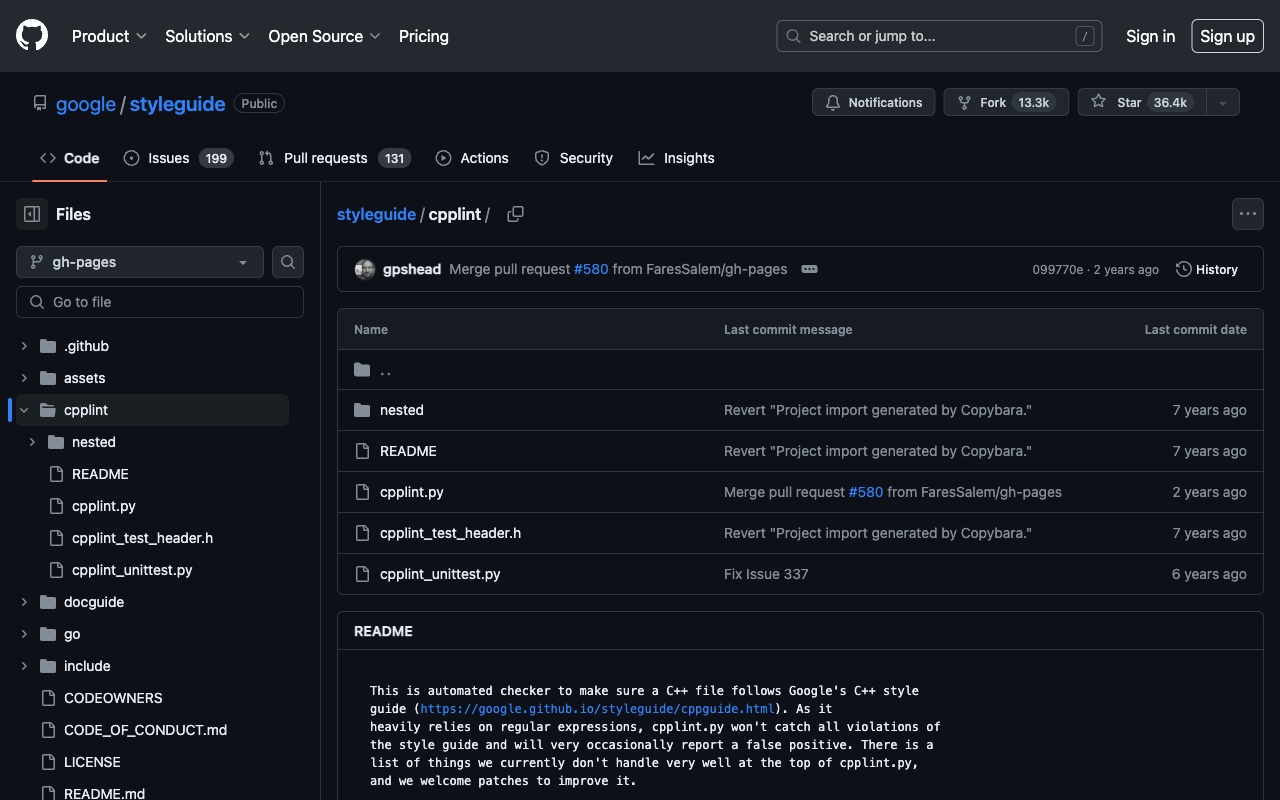 Product
Solutions
Open Source
Pricing
Search or jump to...
/
Sign in
Sign up
google / styleguide
Public
Notifications
Fork 13.3k
Star 36.4k
Code
Issues 199
Pull requests 131
Actions
Security
Insights
Files
gh-pages
Go to file
.github
assets
cpplint
nested
README
cpplint.py
cpplint_test_header.h
cpplint_unittest.py
docguide
go
include
CODEOWNERS
CODE_OF_CONDUCT.md
LICENSE
README.md
styleguide / cpplint /
gpshead Merge pull request #580 from FaresSalem/gh-pages
099770e · 2 years ago
History
Name Last commit message Last commit date
..
nested Revert "Project import generated by Copybara." 7 years ago
README Revert "Project import generated by Copybara." 7 years ago
cpplint.py Merge pull request #580 from FaresSalem/gh-pages 2 years ago
cpplint_test_header.h Revert "Project import generated by Copybara." 7 years ago
cpplint_unittest.py Fix Issue 337 6 years ago
README
This is automated checker to make sure a C++ file follows Google's C++ style
guide (https://google.github.io/styleguide/cppguide.html). As it
heavily relies on regular expressions, cpplint.py won't catch all violations of
the style guide and will very occasionally report a false positive. There is a
list of things we currently don't handle very well at the top of cpplint.py,
and we welcome patches to improve it.